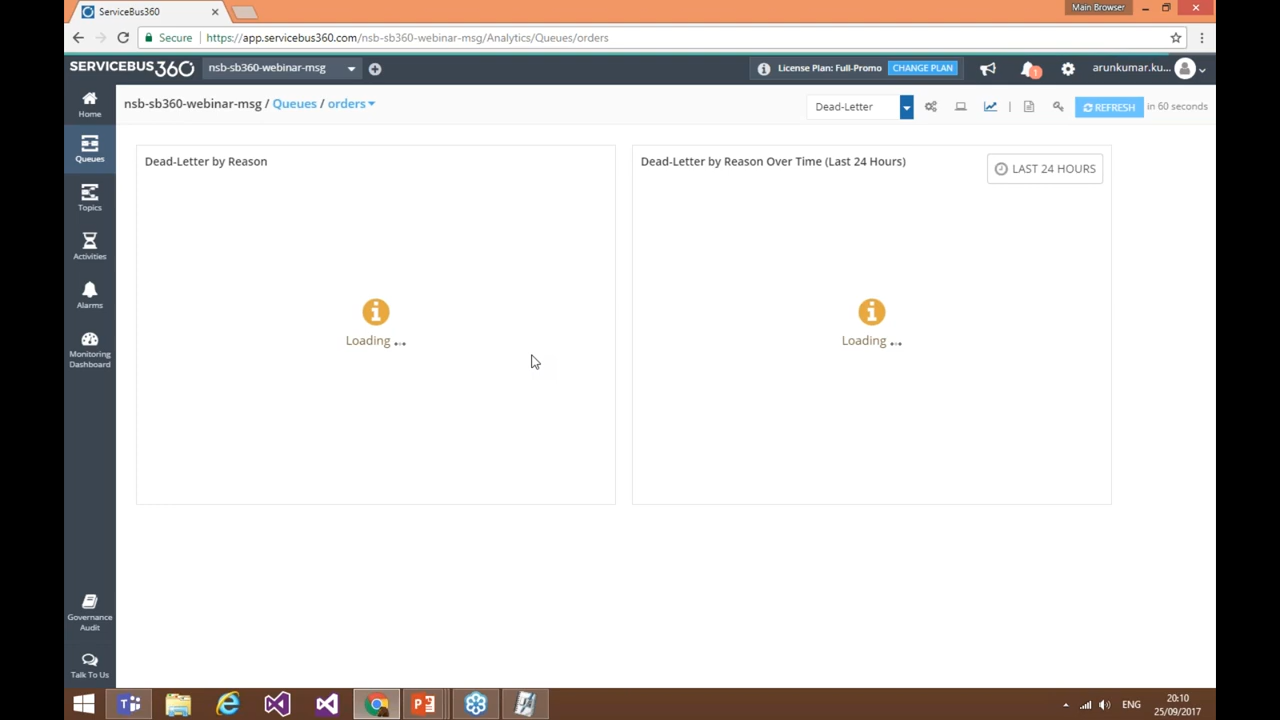 ServiceBus360
Main Browser
Secure https://app.servicebus360.com/nsb-sb360-webinar-msg/Analytics/Queues/orders
SERVICEBUS360 nsb-sb360-webinar-msg License Plan: Full-Promo CHANGE PLAN 1 arunkumar.ku...
nsb-sb360-webinar-msg / Queues / orders Dead-Letter REFRESH in 60 seconds
Home
Queues
Topics
Activities
Alarms
Monitoring
Dashboard
Governance
Audit
Talk To Us
Dead-Letter by Reason
Loading ...
Dead-Letter by Reason Over Time (Last 24 Hours) LAST 24 HOURS
Loading ...
ENG
20:10
25/09/2017